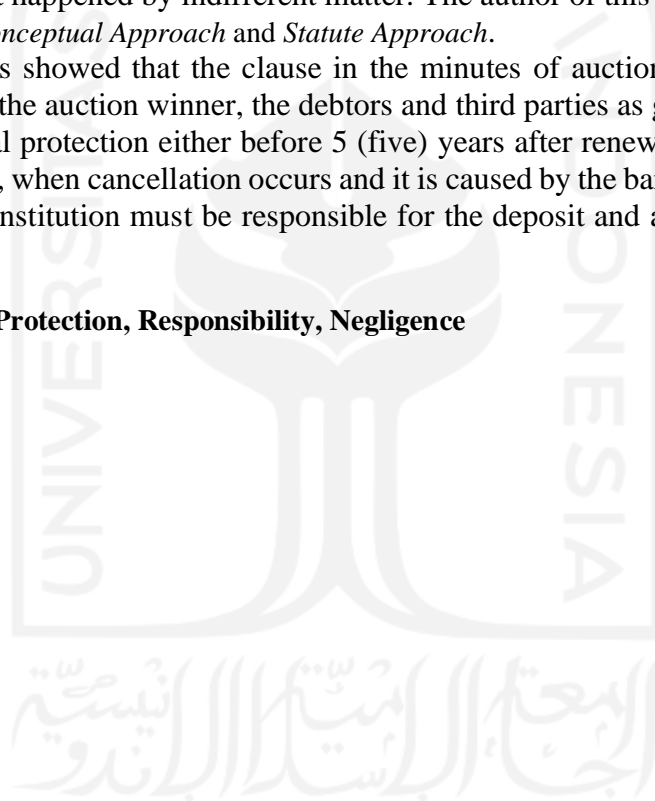 happened by indifferent matter. The author of this
onceptual Approach and Statute Approach.
s showed that the clause in the minutes of auction
the auction winner, the debtors and third parties as
al protection either before 5 (five) years after renew
, when cancellation occurs and it is caused by the
nstitution must be responsible for the deposit and
Protection, Responsibility, Negligence
UNIVERSITAS
INDONESIA